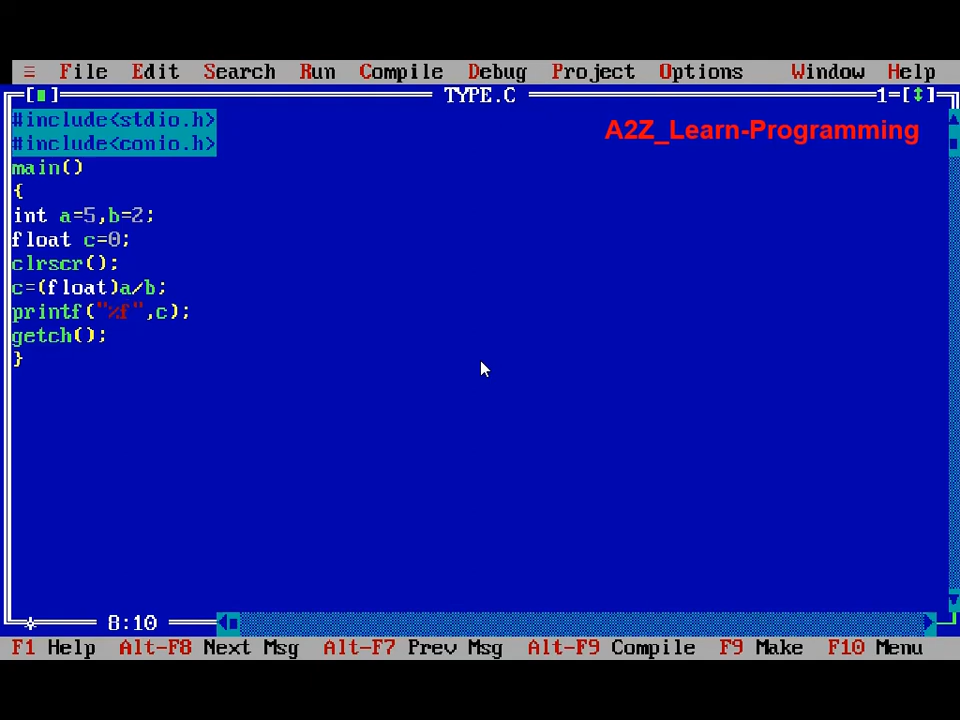 ≡ File Edit Search Run Compile Debug Project Options Window Help
[■] TYPE.C 1=[↕]
#include<stdio.h>
A2Z_Learn-Programming
#include<conio.h>
main()
{
int a=5,b=2;
float c=0;
clrscr();
c=(float)a/b;
printf("%f",c);
getch();
}
8:10
F1 Help Alt-F8 Next Msg Alt-F7 Prev Msg Alt-F9 Compile F9 Make F10 Menu